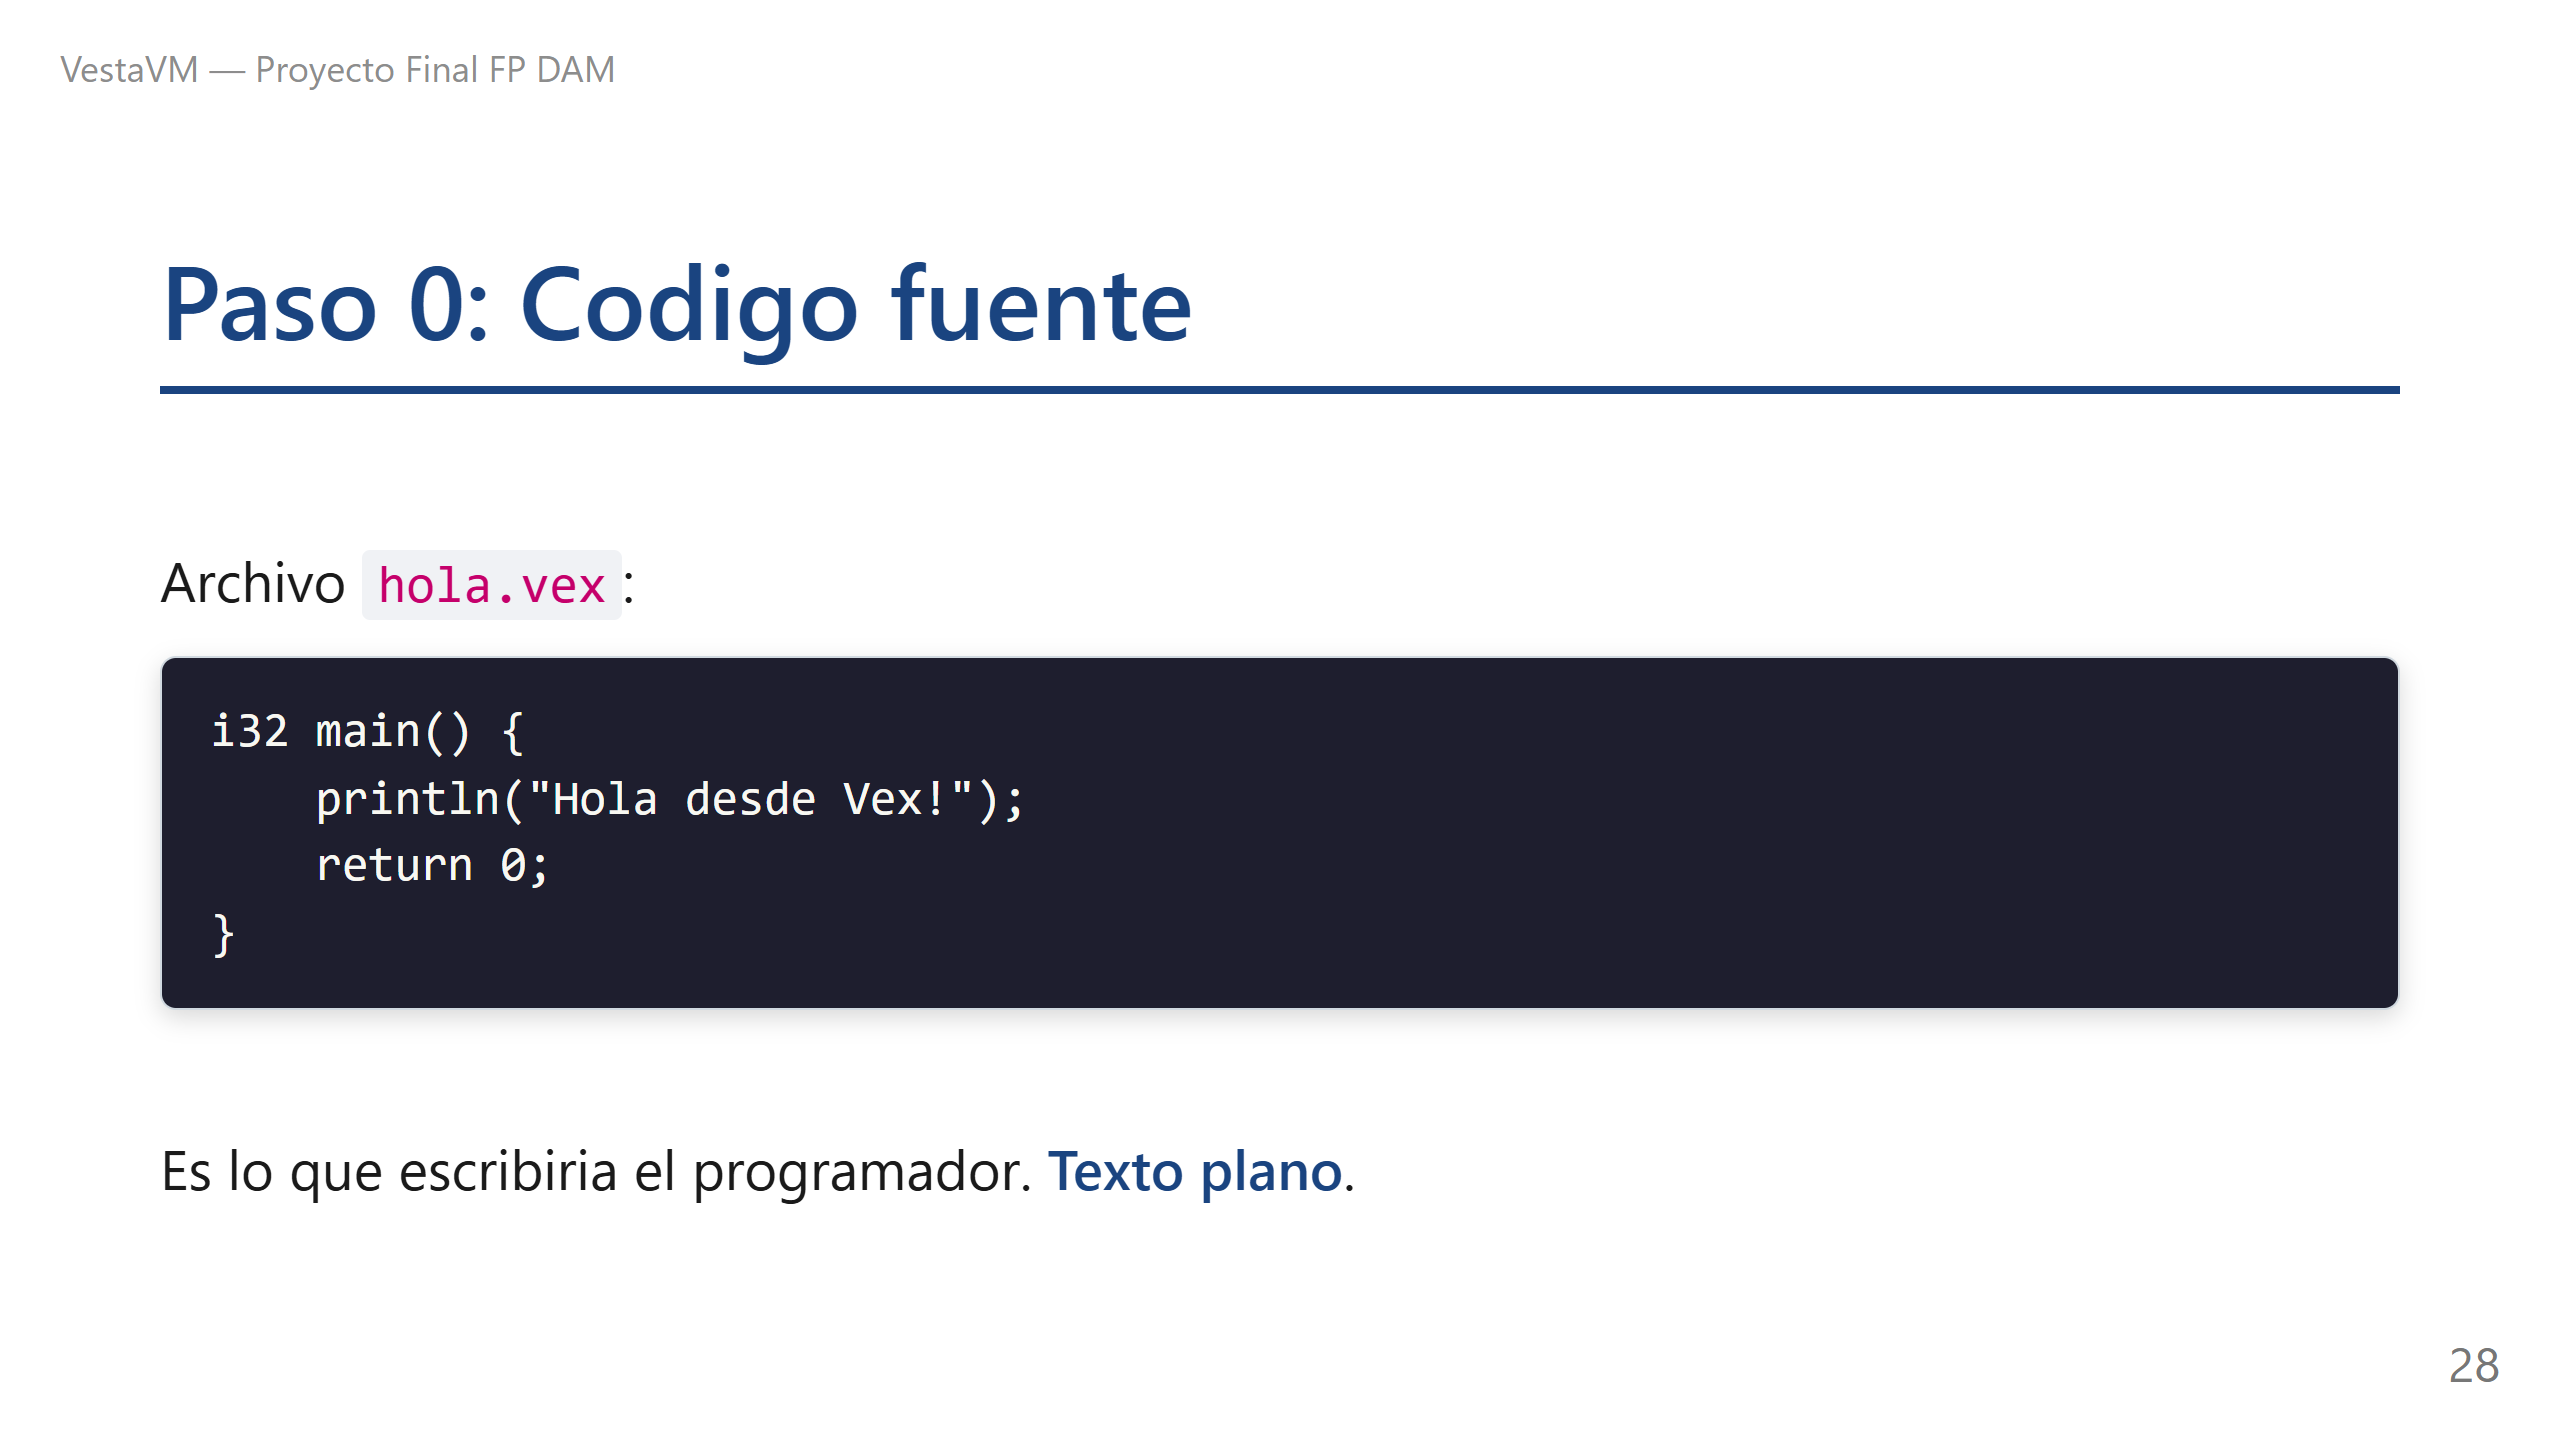 VestaVM — Proyecto Final FP DAM
Paso 0: Codigo fuente
Archivo hola.vex:
i32 main() {
    println("Hola desde Vex!");
    return 0;
}
Es lo que escribiria el programador. Texto plano.
28